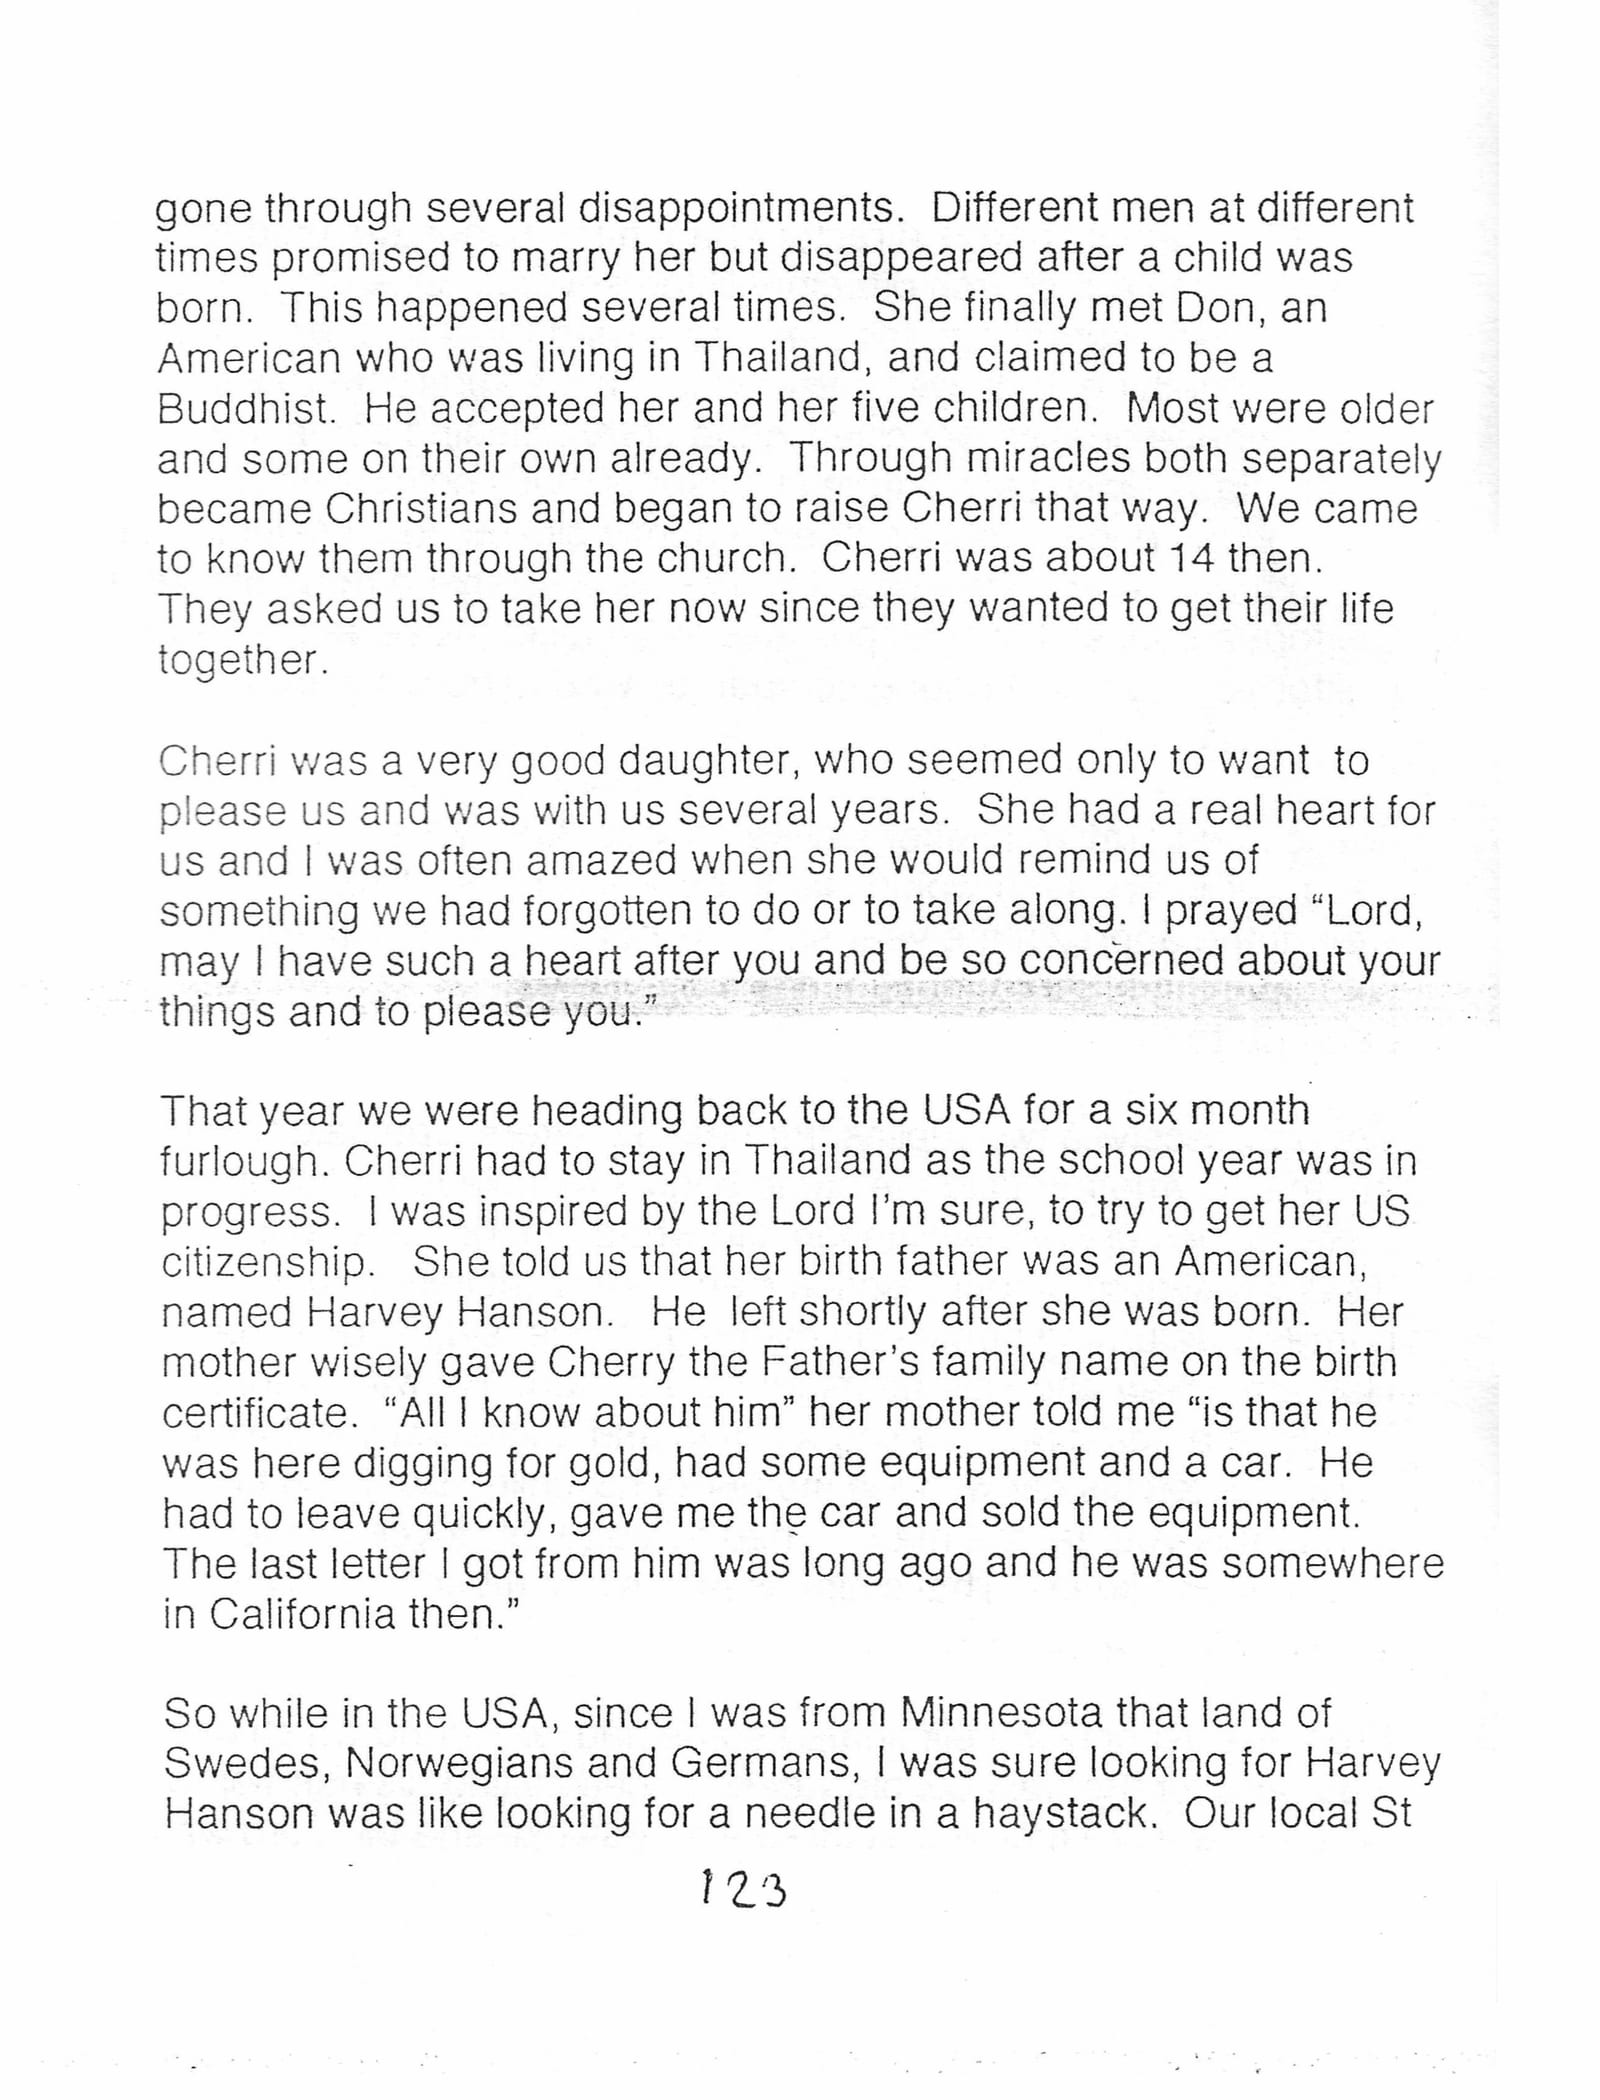 gone through several disappointments.  Different men at different
times promised to marry her but disappeared after a child was
born.  This happened several times.  She finally met Don, an
American who was living in Thailand, and claimed to be a
Buddhist.  He accepted her and her five children.  Most were older
and some on their own already.  Through miracles both separately
became Christians and began to raise Cherri that way.  We came
to know them through the church.  Cherri was about 14 then.
They asked us to take her now since they wanted to get their life
together.

Cherri was a very good daughter, who seemed only to want  to
please us and was with us several years.  She had a real heart for
us and I was often amazed when she would remind us of
something we had forgotten to do or to take along. I prayed “Lord,
may I have such a heart after you and be so concerned about your
things and to please you.”

That year we were heading back to the USA for a six month
furlough. Cherri had to stay in Thailand as the school year was in
progress.  I was inspired by the Lord I'm sure, to try to get her US
citizenship.   She told us that her birth father was an American,
named Harvey Hanson.   He  left shortly after she was born.  Her
mother wisely gave Cherry the Father's family name on the birth
certificate.  “All I know about him” her mother told me “is that he
was here digging for gold, had some equipment and a car.  He
had to leave quickly, gave me the car and sold the equipment.
The last letter I got from him was long ago and he was somewhere
in California then.”

So while in the USA, since I was from Minnesota that land of
Swedes, Norwegians and Germans, I was sure looking for Harvey
Hanson was like looking for a needle in a haystack.  Our local St

123